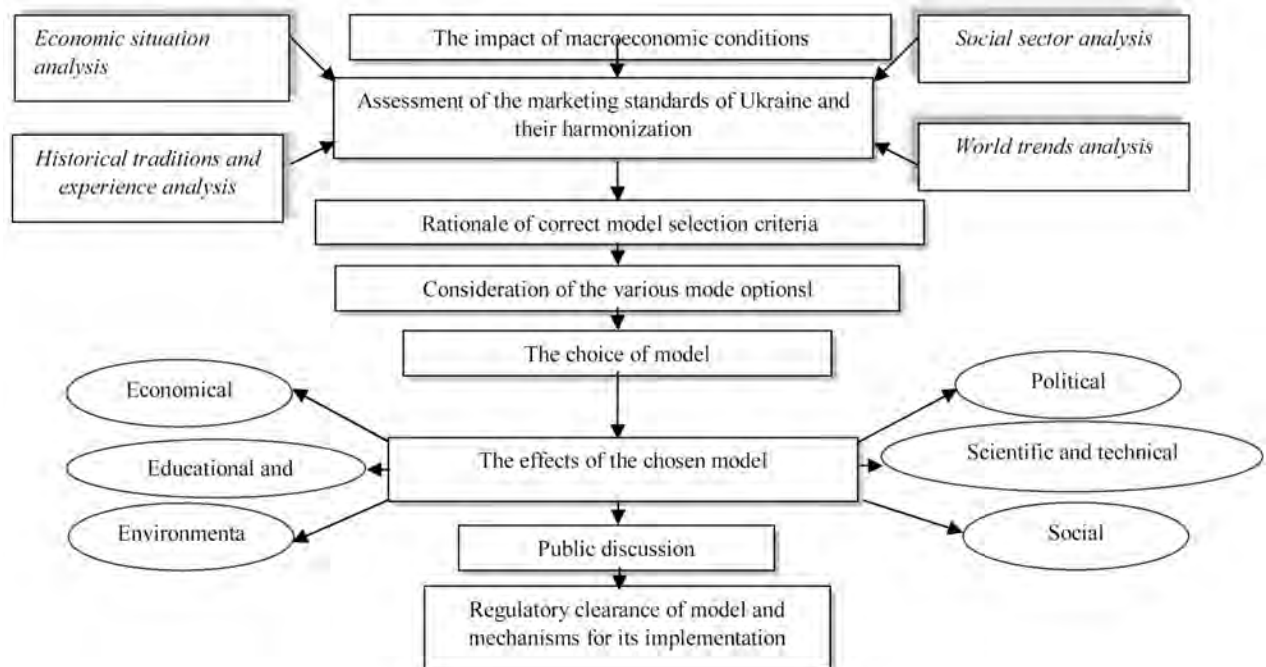 Economic situation
analysis
The impact of macroeconomic conditions
Social sector analysis
Assessment of the marketing standards of Ukraine and
their harmonization
Historical traditions and
experience analysis
World trends analysis
Rationale of correct model selection criteria
Consideration of the various mode optionsl
The choice of model
Economical
Political
Educational and
The effects of the chosen model
Scientific and technical
Environmenta
Social
Public discussion
Regulatory clearance of model and
mechanisms for its implementation